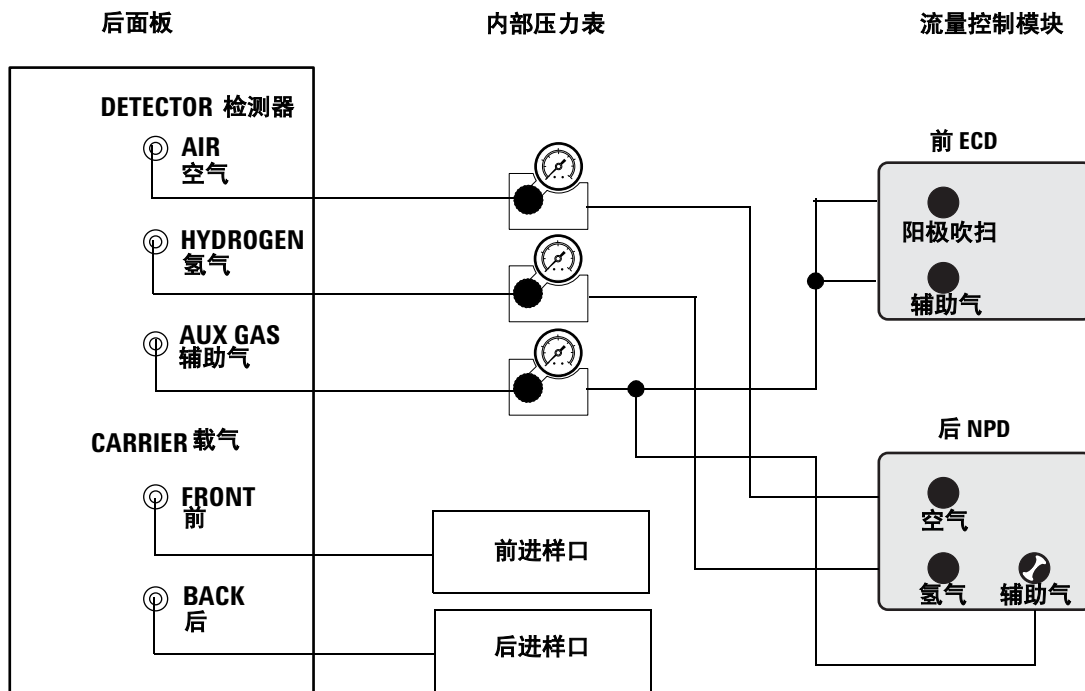 后面板
内部压力表
流量控制模块
DETECTOR 检测器
AIR
空气
HYDROGEN
氢气
AUX GAS
辅助气
CARRIER 载气
FRONT
前
BACK
后
前进样口
后进样口
前 ECD
阳极吹扫
辅助气
后 NPD
空气
氢气
辅助气